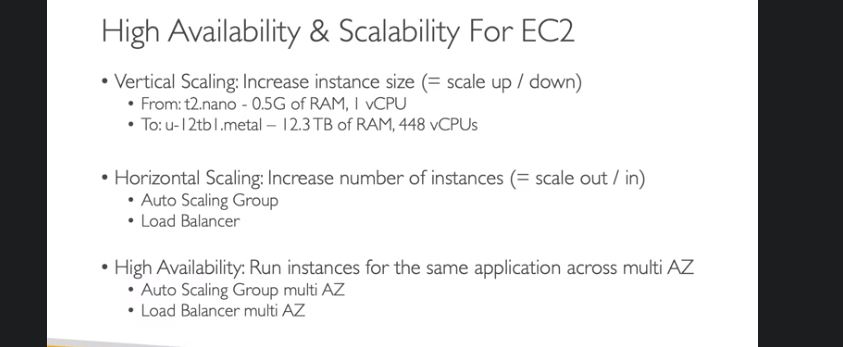 High Availability & Scalability For EC2
• Vertical Scaling: Increase instance size (= scale up / down)
• From: t2.nano - 0.5G of RAM, 1 vCPU
• To: u-12tb1.metal – 12.3 TB of RAM, 448 vCPUs
• Horizontal Scaling: Increase number of instances (= scale out / in)
• Auto Scaling Group
• Load Balancer
• High Availability: Run instances for the same application across multi AZ
• Auto Scaling Group multi AZ
• Load Balancer multi AZ